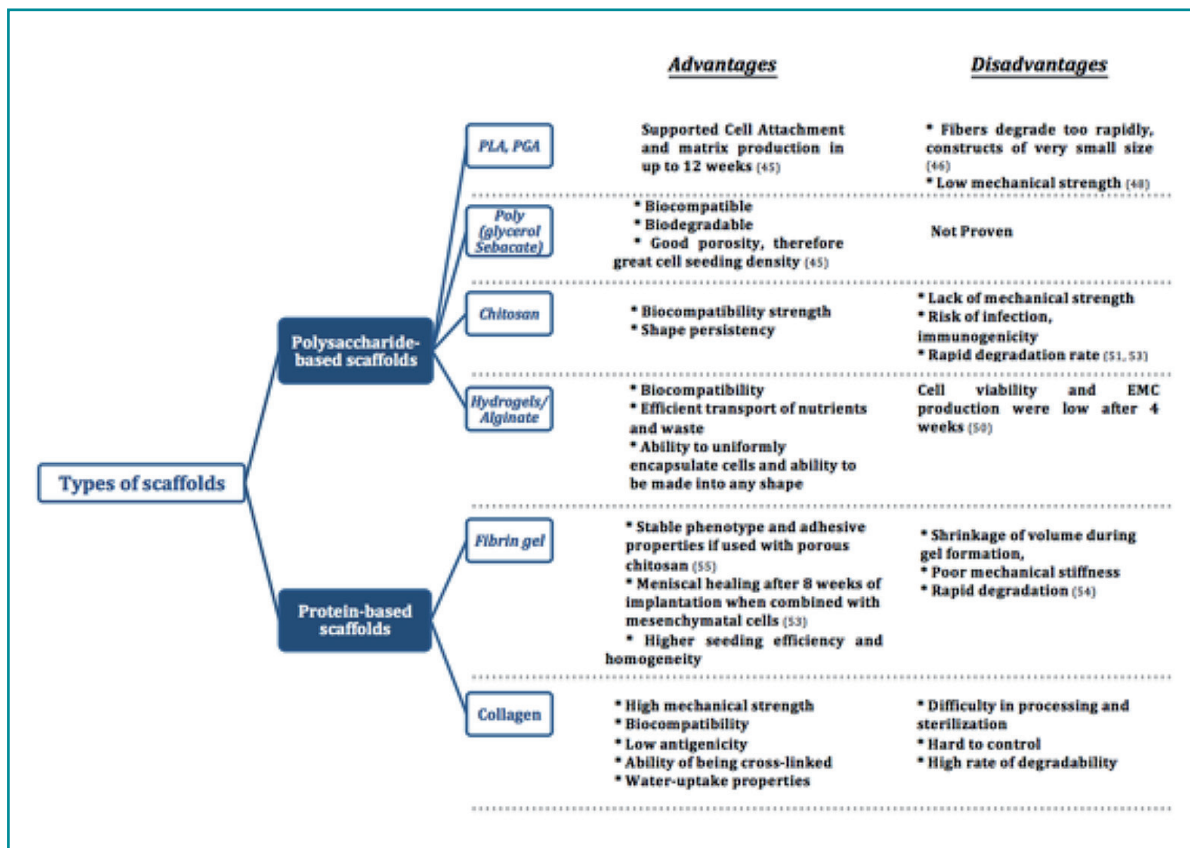 Advantages
Disadvantages
PLA, PGA
Supported Cell Attachment
and matrix production in
up to 12 weeks (45)
* Fibers degrade too rapidly,
constructs of very small size
(46)
* Low mechanical strength (48)
Poly
(glycerol
Sebacate)
* Biocompatible
* Biodegradable
* Good porosity, therefore
great cell seeding density (45)
Not Proven
Chitosan
* Biocompatibility strength
* Shape persistency
* Lack of mechanical strength
* Risk of infection,
immunogenicity
* Rapid degradation rate (51, 53)
Polysaccharide-
based scaffolds
Hydrogels/
Alginate
* Biocompatibility
* Efficient transport of nutrients
and waste
* Ability to uniformly
encapsulate cells and ability to
be made into any shape
Cell viability and EMC
production were low after 4
weeks (50)
Types of scaffolds
Fibrin gel
* Stable phenotype and adhesive
properties if used with porous
chitosan (55)
* Meniscal healing after 8 weeks of
implantation when combined with
mesenchymatal cells (53)
* Higher seeding efficiency and
homogeneity
* Shrinkage of volume during
gel formation,
* Poor mechanical stiffness
* Rapid degradation (54)
Protein-based
scaffolds
Collagen
* High mechanical strength
* Biocompatibility
* Low antigenicity
* Ability of being cross-linked
* Water-uptake properties
* Difficulty in processing and
sterilization
* Hard to control
* High rate of degradability